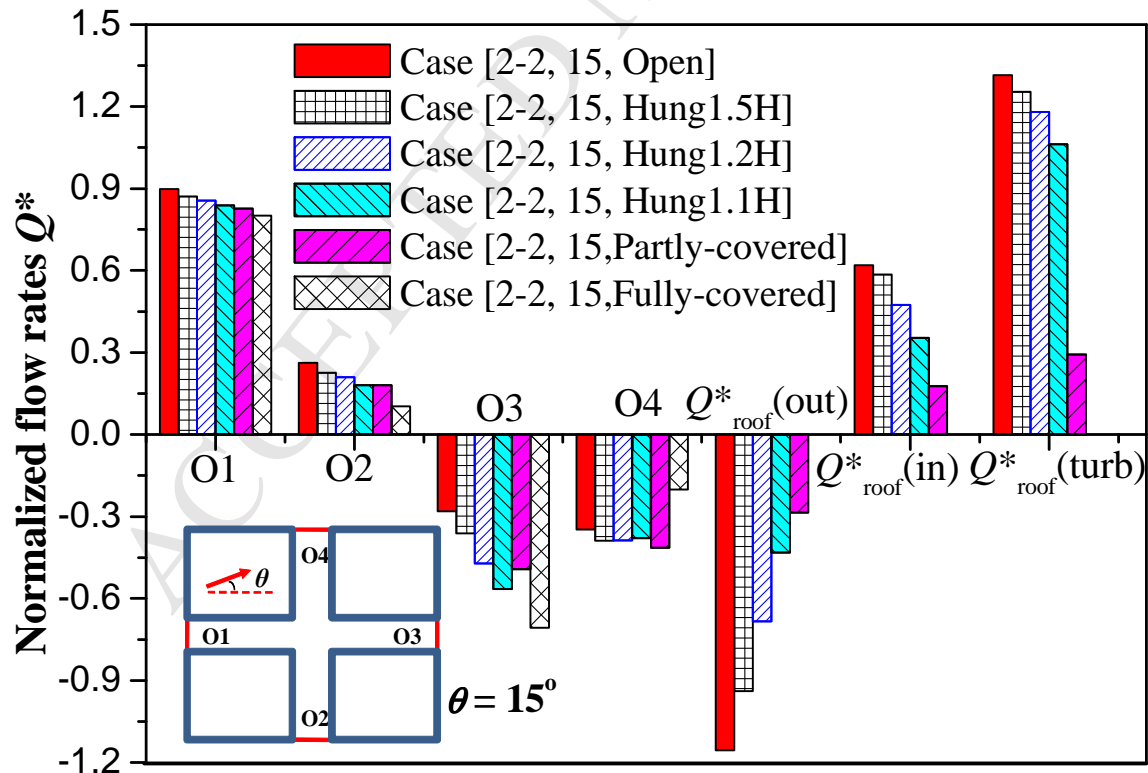 ACCEPTED M
Normalized flow rates Q*
1.5
1.2
0.9
0.6
0.3
0.0
-0.3
-0.6
-0.9
-1.2
Case [2-2, 15, Open]
Case [2-2, 15, Hung1.5H]
Case [2-2, 15, Hung1.2H]
Case [2-2, 15, Hung1.1H]
Case [2-2, 15,Partly-covered]
Case [2-2, 15,Fully-covered]
O1
O2
O3
O4
Q*roof(out)
Q*roof(in)
Q*roof(turb)
O4
θ
O1
O3
O2
θ = 15°